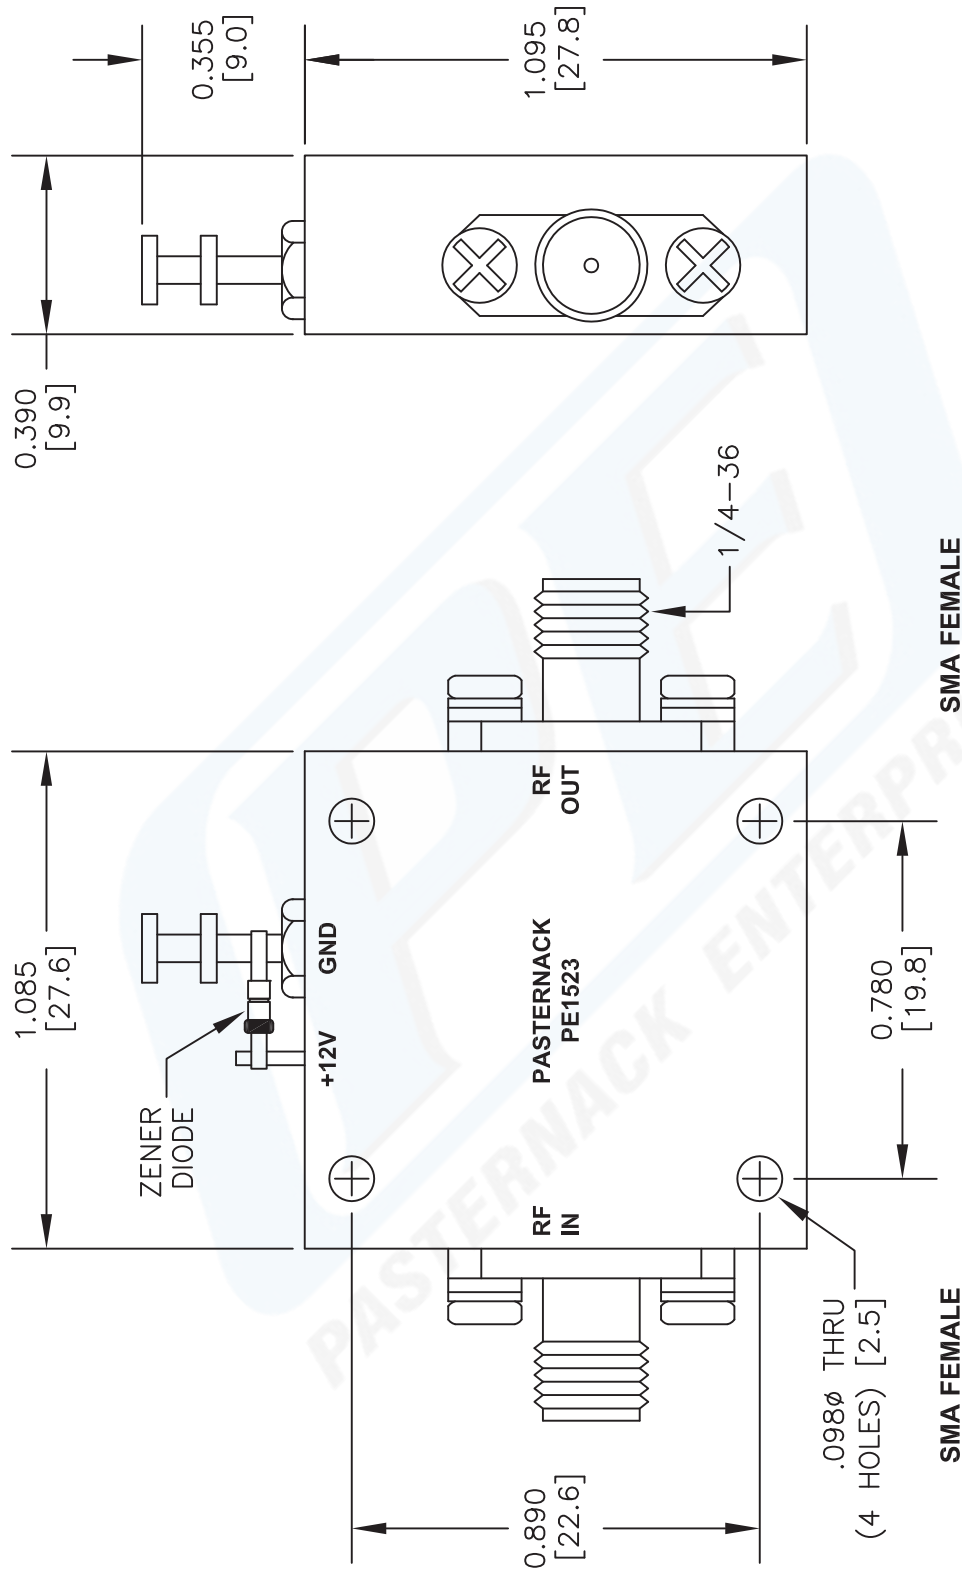 1.085
[27.6]
0.390
[9.9]
0.355
[9.0]
ZENER
DIODE
+12V
GND
RF
IN
PASTERNACK
PE1523
RF
OUT
0.890
[22.6]
1.095
[27.8]
1/4-36
.098ø THRU
(4 HOLES) [2.5]
0.780
[19.8]
SMA FEMALE
SMA FEMALE
PE
PASTERNACK ENTERPR